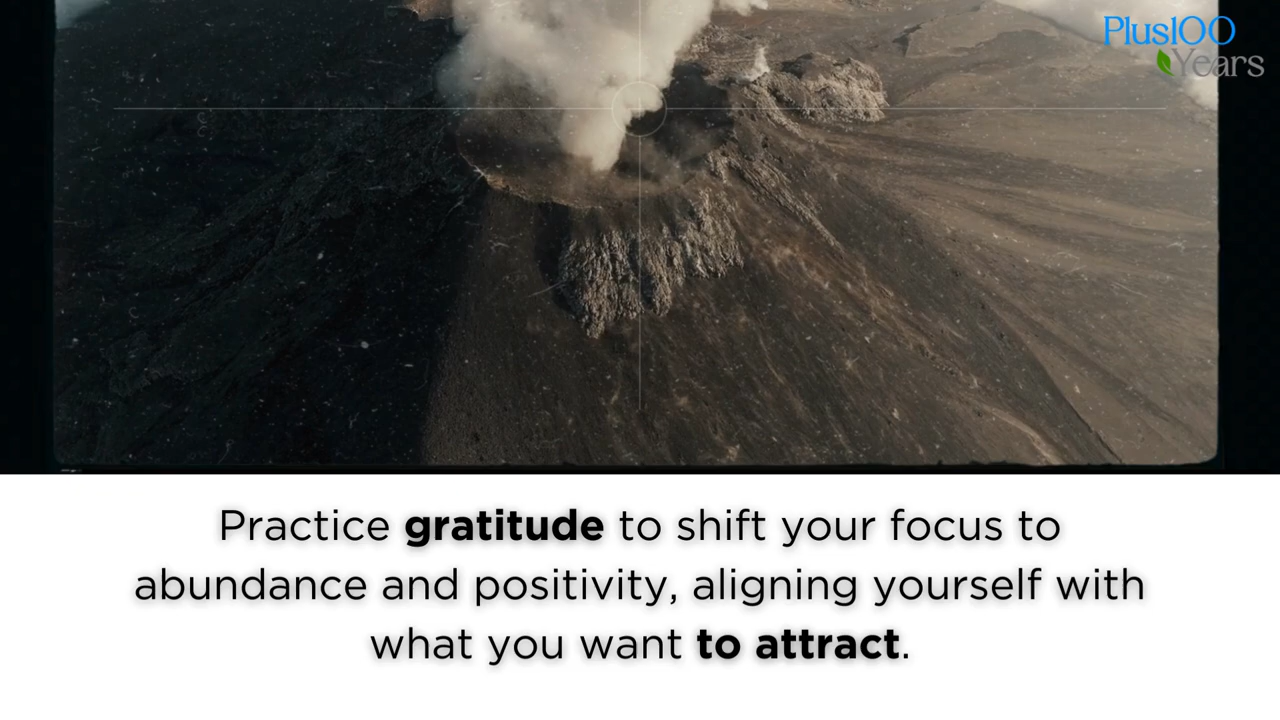 Plus100
Years
Practice gratitude to shift your focus to
abundance and positivity, aligning yourself with
what you want to attract.